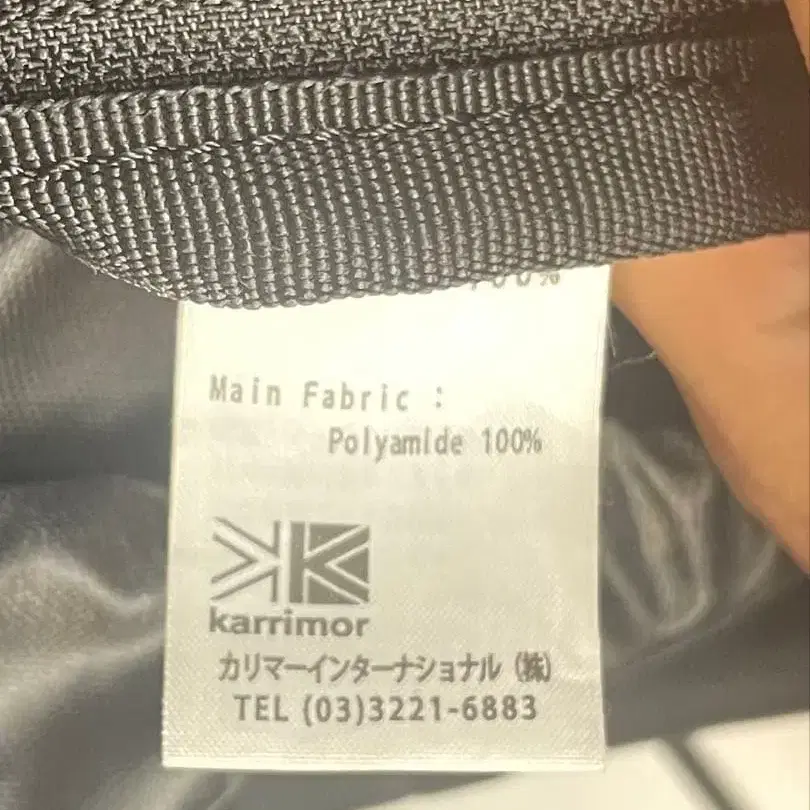 Main Fabric :
Polyamide 100%
karrimor
カリマーインターナショナル (株)
TEL (03)3221-6883